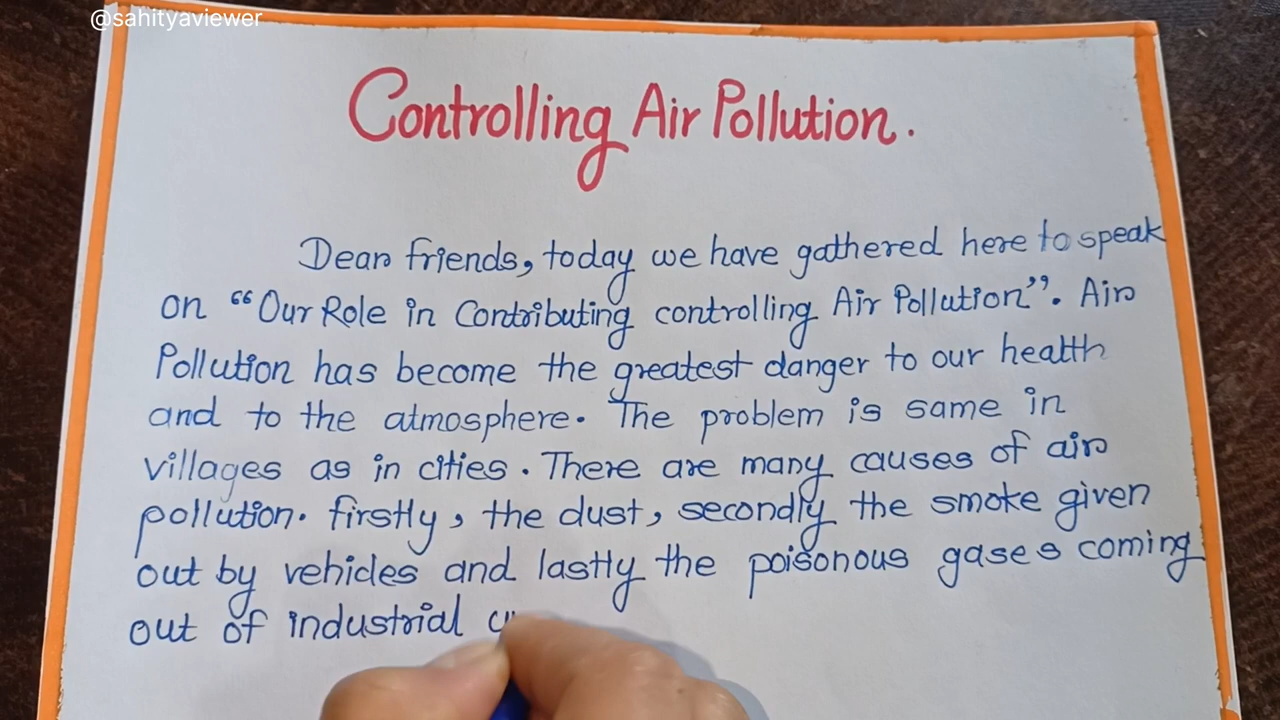 @sahityaviewer
Controlling Air Pollution.
Dear friends, today we have gathered here to speak
on "Our Role in Contributing controlling Air Pollution". Air
Pollution has become the greatest danger to our health
and to the atmosphere. The problem is same in
villages as in cities. There are many causes of air
pollution. firstly, the dust, secondly the smoke given
out by vehicles and lastly the poisonous gases coming
out of industrial